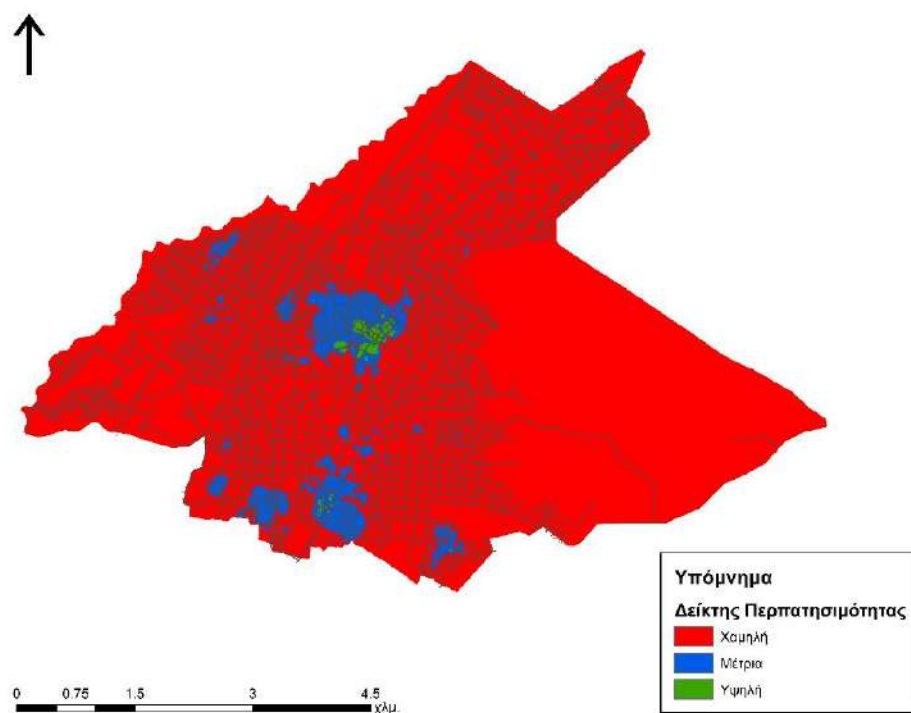 Υπόμνημα
Δείκτης Περπατησιμότητας
Χαμηλή
Μέτρια
Υψηλή
0 0.75 1.5 3 4.5
χλμ.